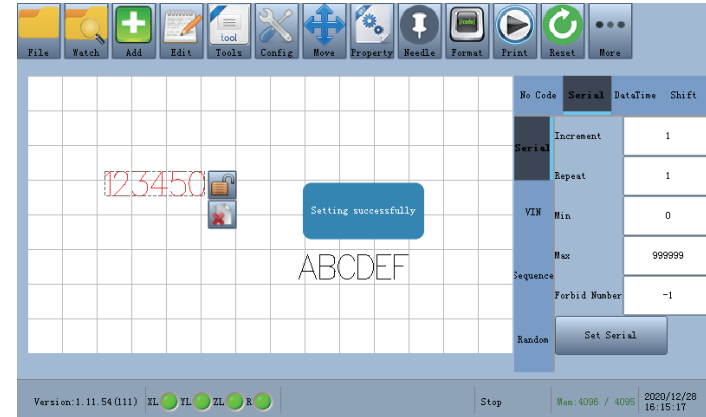 File Watch Add Edit Tools Config Move Property Needle Format Print Reset More
tool
[Vcode]
No Code Serial DataTime Shift
Serial
VIN
Sequence
Random
Increment 1
Repeat 1
Min 0
Max 999999
Forbid Number -1
Set Serial
123450
Setting successfully
ABCDEF
Version:1.11.54(111) XL YL ZL R Stop Mem:4096 / 4095 2020/12/28
16:15:17